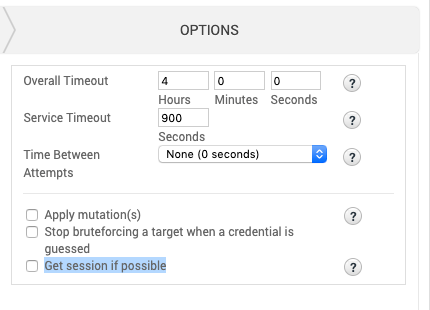 OPTIONS
Overall Timeout 4 0 0 ?
Hours Minutes Seconds
Service Timeout 900 ?
Seconds
Time Between None (0 seconds) ?
Attempts
Apply mutation(s) ?
Stop bruteforcing a target when a credential is
guessed
Get session if possible ?